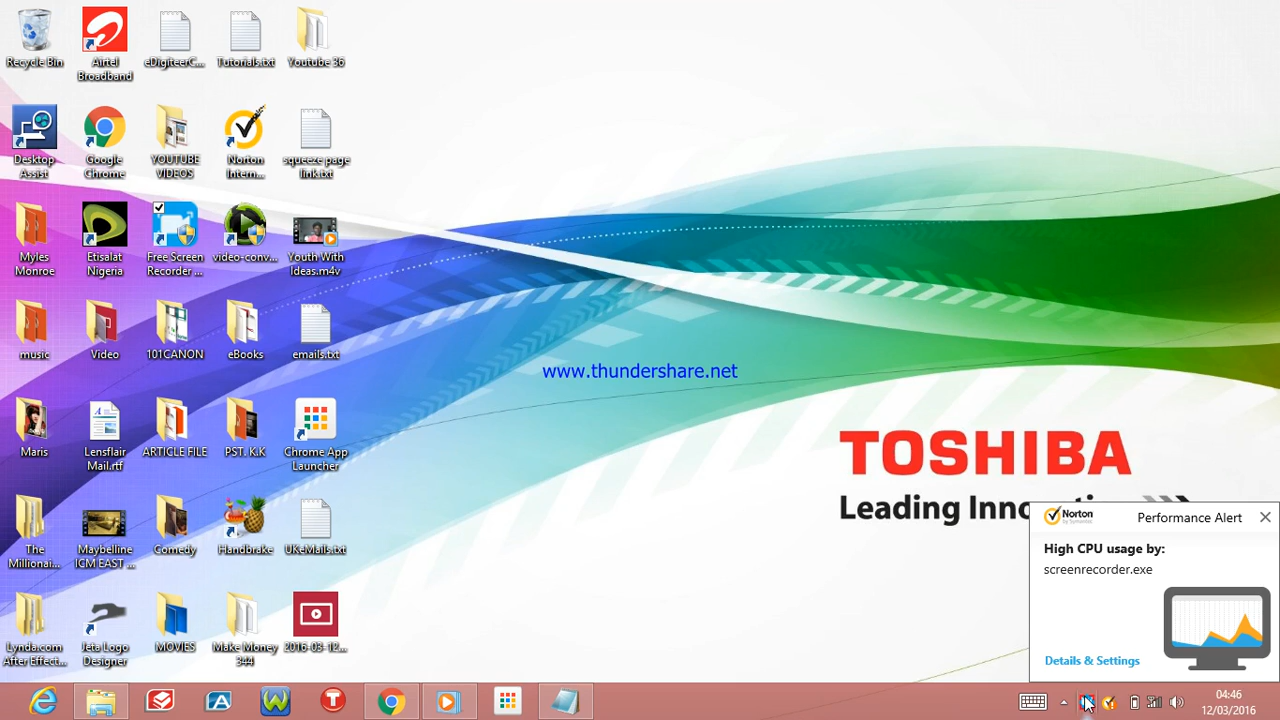 Recycle Bin
Airtel
Broadband
eDigiteerC...
Tutorials.txt
Youtube 36
Desktop
Assist
Google
Chrome
YOUTUBE
VIDEOS
Norton
Intern...
squeeze page
link.txt
Myles
Monroe
Etisalat
Nigeria
Free Screen
Recorder ...
video-conv...
Youth With
Ideas.m4v
music
Video
101CANON
eBooks
emails.txt
www.thundershare.net
Maris
Lensflair
Mail.rtf
ARTICLE FILE
PST. K.K
Chrome App
Launcher
TOSHIBA
Leading Inno
The
Millionai...
Maybelline
ICM EAST ...
Comedy
Handbrake
UKeMails.txt
Norton
by Symantec
Performance Alert
High CPU usage by:
screenrecorder.exe
Details & Settings
Lynda.com
After Effect...
Jeta Logo
Designer
MOVIES
Make Money
344
2016-03-12...
04:46
12/03/2016